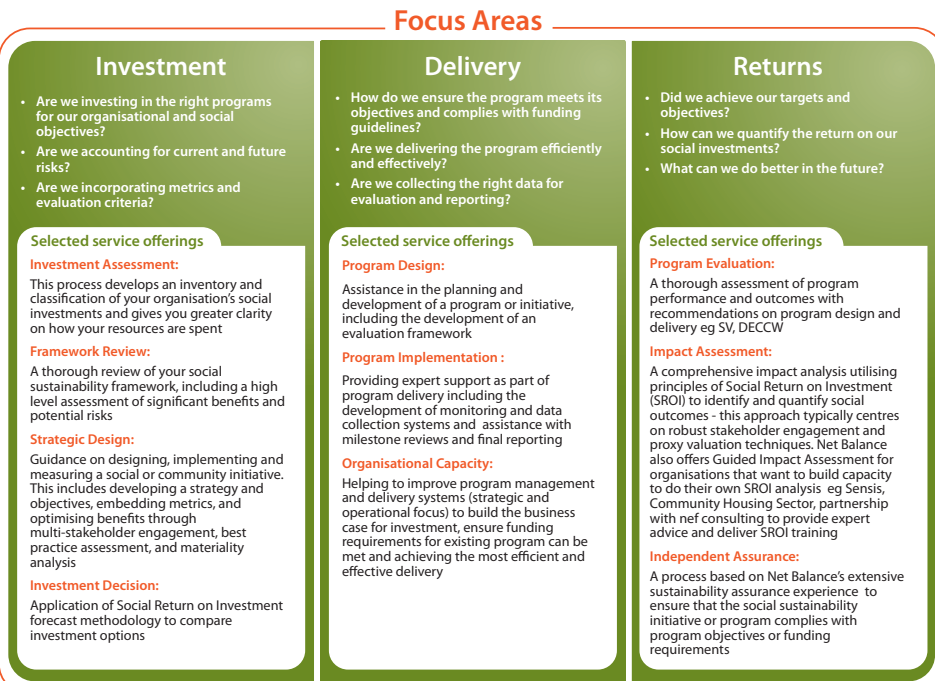 Focus Areas
Investment
• Are we investing in the right programs
for our organisational and social
objectives?
• Are we accounting for current and future
risks?
• Are we incorporating metrics and
evaluation criteria?
Selected service offerings
Investment Assessment:
This process develops an inventory and
classification of your organisation's social
investments and gives you greater clarity
on how your resources are spent
Framework Review:
A thorough review of your social
sustainability framework, including a high
level assessment of significant benefits and
potential risks
Strategic Design:
Guidance on designing, implementing and
measuring a social or community initiative.
This includes developing a strategy and
objectives, embedding metrics, and
optimising benefits through
multi-stakeholder engagement, best
practice assessment, and materiality
analysis
Investment Decision:
Application of Social Return on Investment
forecast methodology to compare
investment options
Delivery
• How do we ensure the program meets its
objectives and complies with funding
guidelines?
• Are we delivering the program efficiently
and effectively?
• Are we collecting the right data for
evaluation and reporting?
Selected service offerings
Program Design:
Assistance in the planning and
development of a program or initiative,
including the development of an
evaluation framework
Program Implementation :
Providing expert support as part of
program delivery including the
development of monitoring and data
collection systems and assistance with
milestone reviews and final reporting
Organisational Capacity:
Helping to improve program management
and delivery systems (strategic and
operational focus) to build the business
case for investment, ensure funding
requirements for existing program can be
met and achieving the most efficient and
effective delivery
Returns
• Did we achieve our targets and
objectives?
• How can we quantify the return on our
social investments?
• What can we do better in the future?
Selected service offerings
Program Evaluation:
A thorough assessment of program
performance and outcomes with
recommendations on program design and
delivery eg SV, DECCW
Impact Assessment:
A comprehensive impact analysis utilising
principles of Social Return on Investment
(SROI) to identify and quantify social
outcomes - this approach typically centres
on robust stakeholder engagement and
proxy valuation techniques. Net Balance
also offers Guided Impact Assessment for
organisations that want to build capacity
to do their own SROI analysis eg Sensis,
Community Housing Sector, partnership
with nef consulting to provide expert
advice and deliver SROI training
Independent Assurance:
A process based on Net Balance's extensive
sustainability assurance experience to
ensure that the social sustainability
initiative or program complies with
program objectives or funding
requirements